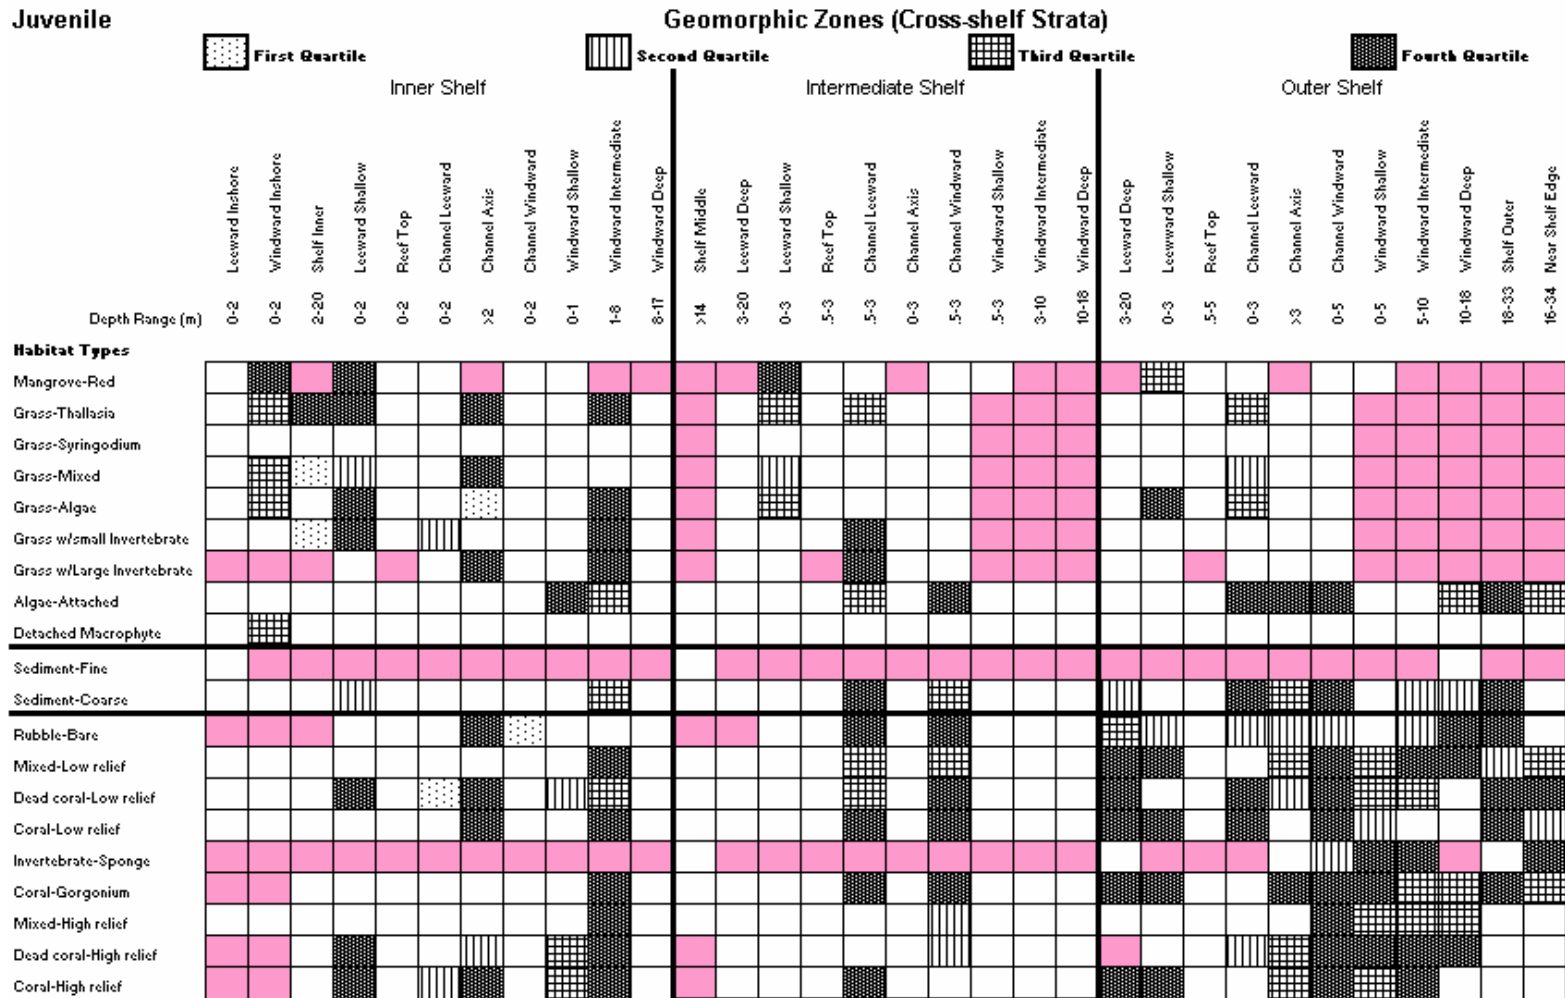 Juvenile
Geomorphic Zones (Cross-shelf Strata)
First Quartile
Second Quartile
Third Quartile
Fourth Quartile
Inner Shelf
Intermediate Shelf
Outer Shelf
Leeward Inshore
Windward Inshore
Shelf Inner
Leeward Shallow
Reef Top
Channel Leeward
Channel Axis
Channel Windward
Windward Shallow
Windward Intermediate
Windward Deep
Shelf Middle
Leeward Deep
Leeward Shallow
Reef Top
Channel Leeward
Channel Axis
Channel Windward
Windward Shallow
Windward Intermediate
Windward Deep
Leeward Deep
Leewward Shallow
Reef Top
Channel Leeward
Channel Axis
Channel Windward
Windward Shallow
Windward Intermediate
Windward Deep
Shelf Outer
Near Shelf Edge
Depth Range (m)
0-2
0-2
2-20
0-2
0-2
0-2
>2
0-2
0-1
1-8
8-17
>14
3-20
0-3
.5-3
.5-3
0-3
.5-3
.5-3
3-10
10-18
3-20
0-3
.5-5
0-3
>3
0-5
0-5
5-10
10-18
18-33
16-34
Habitat Types
Mangrove-Red
Grass-Thallasia
Grass-Syringodium
Grass-Mixed
Grass-Algae
Grass w/small Invertebrate
Grass w/Large Invertebrate
Algae-Attached
Detached Macrophyte
Sediment-Fine
Sediment-Coarse
Rubble-Bare
Mixed-Low relief
Dead coral-Low relief
Coral-Low relief
Invertebrate-Sponge
Coral-Gorgonium
Mixed-High relief
Dead coral-High relief
Coral-High relief